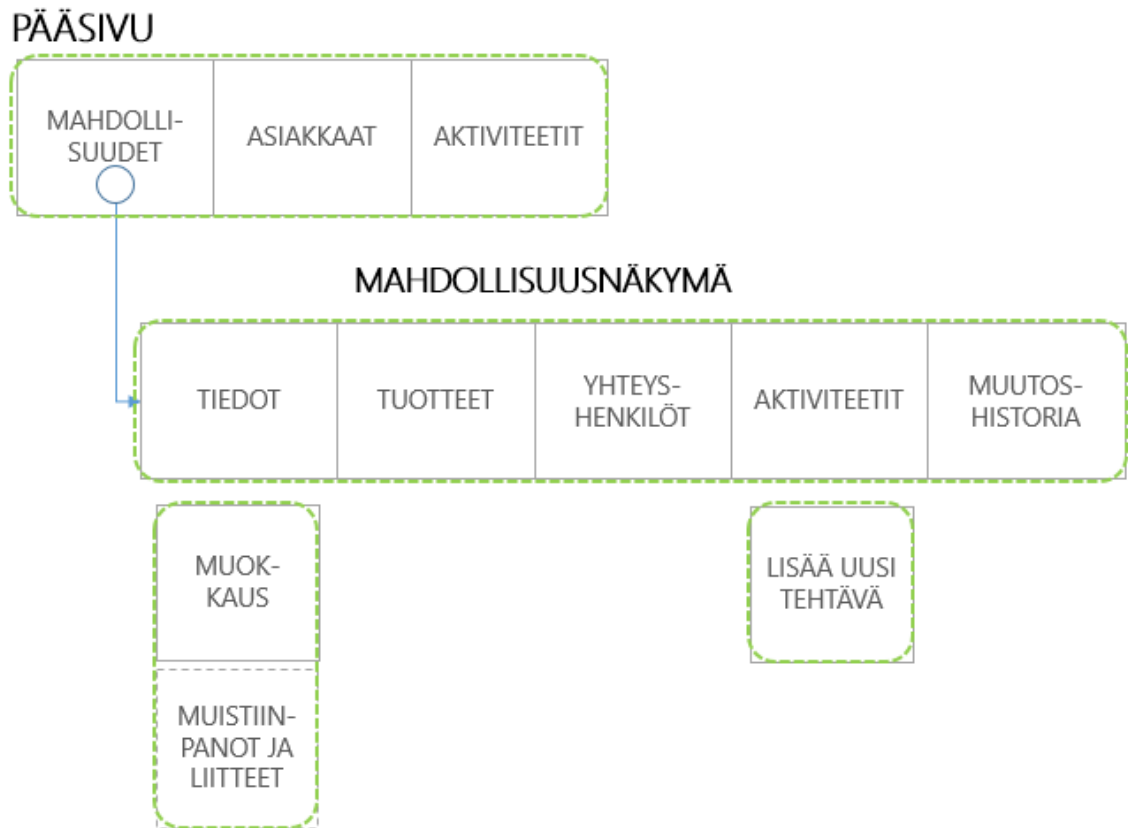 PÄÄSIVU
MAHDOLLI-
SUUDET
ASIAKKAAT
AKTIVITEETIT
MAHDOLLISUUSNÄKYMÄ
TIEDOT
TUOTTEET
YHTEYS-
HENKILÖT
AKTIVITEETIT
MUUTOS-
HISTORIA
MUOK-
KAUS
LISÄÄ UUSI
TEHTÄVÄ
MUISTIIN-
PANOT JA
LIITTEET